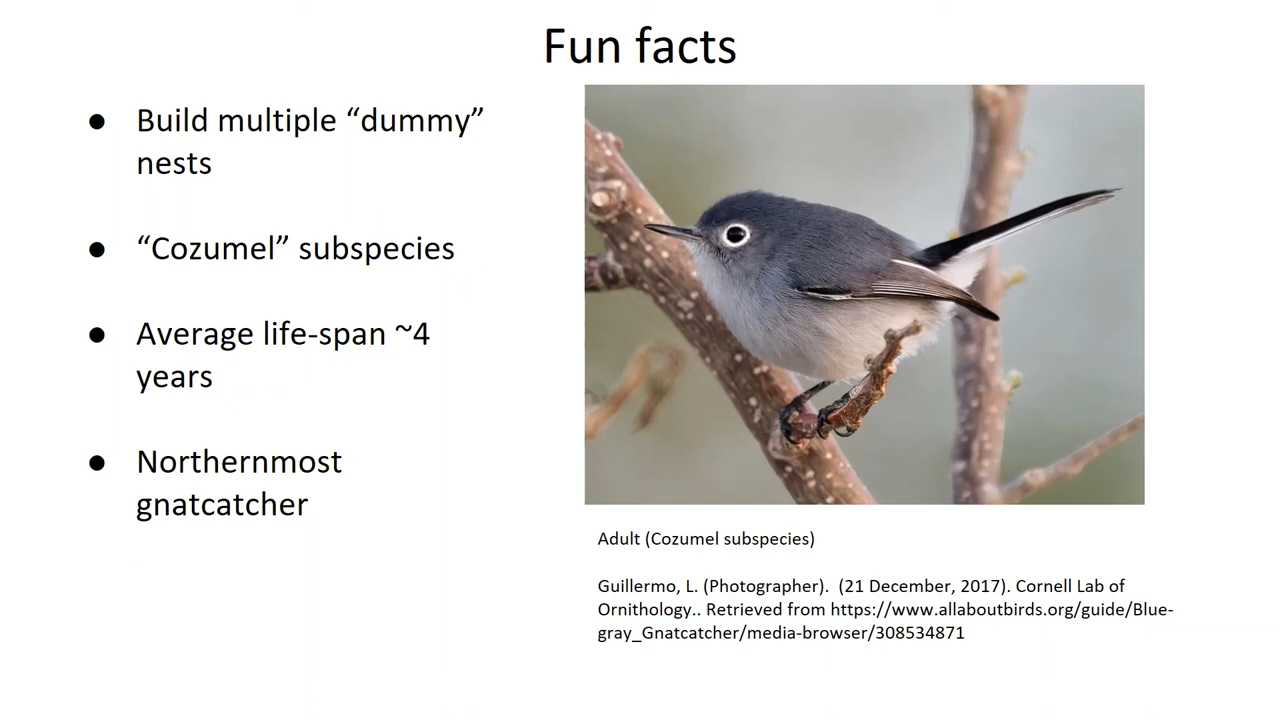 Fun facts
● Build multiple “dummy”
nests
● “Cozumel” subspecies
● Average life-span ~4
years
● Northernmost
gnatcatcher
Adult (Cozumel subspecies)
Guillermo, L. (Photographer).  (21 December, 2017). Cornell Lab of
Ornithology.. Retrieved from https://www.allaboutbirds.org/guide/Blue-
gray_Gnatcatcher/media-browser/308534871